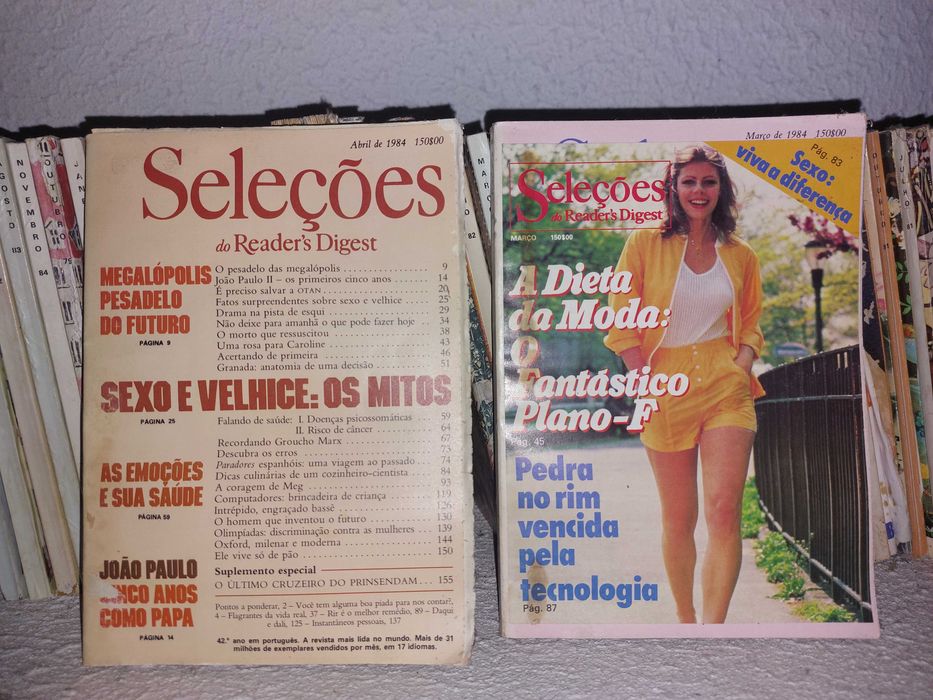 Abril de 1984 150$00
Seleções
do Reader's Digest
MEGALÓPOLIS
PESADELO
DO FUTURO
PÁGINA 9
O pesadelo das megalópolis 9
João Paulo II – os primeiros cinco anos 14
É preciso salvar a OTAN 20
Fatos surpreendentes sobre sexo e velhice 25
Drama na pista de esqui 29
Não deixe para amanhã o que pode fazer hoje 34
O morto que ressuscitou 38
Uma rosa para Caroline 43
Acertando de primeira 46
Granada: anatomia de uma decisão 51
SEXO E VELHICE: OS MITOS
PÁGINA 25
Falando de saúde: I. Doenças psicossomáticas 59
II. Risco de câncer 64
Recordando Groucho Marx 67
Descubra os erros 73
Paradores espanhóis: uma viagem ao passado 74
Dicas culinárias de um cozinheiro-cientista 84
A coragem de Meg 93
Computadores: brincadeira de criança 119
Intrépido, engraçado bassê 126
O homem que inventou o futuro 130
Olimpíadas: discriminação contra as mulheres 139
Oxford, milenar e moderna 144
Ele vive só de pão 150
AS EMOÇÕES
E SUA SAÚDE
PÁGINA 59
Suplemento especial
O ÚLTIMO CRUZEIRO DO PRINSENDAM 155
JOÃO PAULO
CINCO ANOS
COMO PAPA
PÁGINA 14
Pontos a ponderar, 2 – Você tem alguma boa piada para nos contar?,
4 – Flagrantes da vida real, 37 – Rir é o melhor remédio, 89 – Daqui
e dali, 125 – Instantâneos pessoais, 137
42.º ano em português. A revista mais lida no mundo. Mais de 31
milhões de exemplares vendidos por mês, em 17 idiomas.
Março de 1984 150$00
Seleções
do Reader's Digest
MARÇO 150$00
Pág. 83
Sexo:
viva a diferença
A Dieta
da Moda:
O
Fantástico
Plano-F
Pág. 45
Pedra
no rim
vencida
pela
tecnologia
Pág. 87
AGOSTO
83
NOVEMBRO
84
OUTUBRO
75